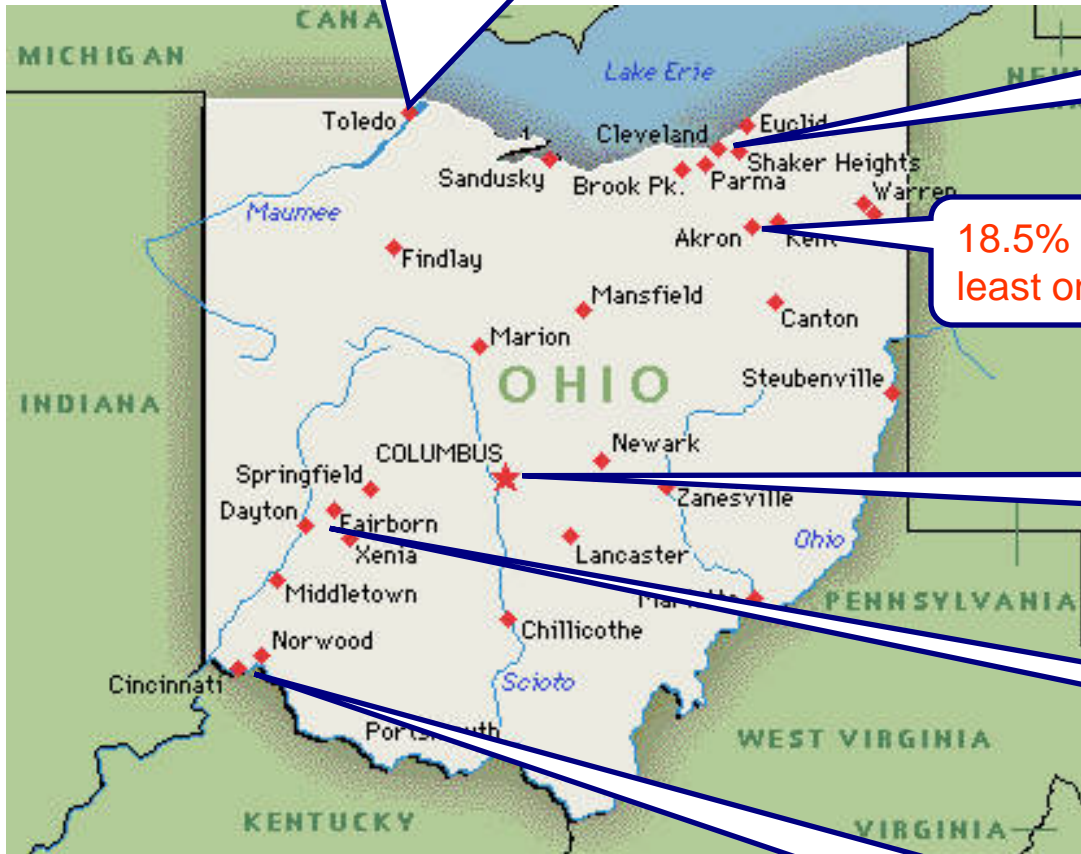 MICHIGAN
Lake Erie
Toledo
Cleveland
Euclid
Sandusky
Brook Pk.
Parma
Shaker Heights
Warren
Maumee
Akron
Kent
18.5%
least
Findlay
Mansfield
Canton
Marion
OHIO
Steubenville
INDIANA
COLUMBUS
Newark
Springfield
Zanesville
Dayton
Fairborn
Xenia
Lancaster
Ohio
Middletown
PENNSYLVANIA
Chillicothe
Norwood
Cincinnati
Scioto
WEST VIRGINIA
KENTUCKY
VIRGINIA